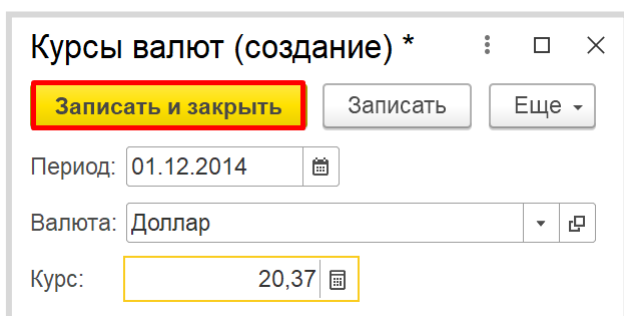 Курсы валют (создание) *
Записать и закрыть Записать Еще
Период: 01.12.2014
Валюта: Доллар
Курс: 20,37